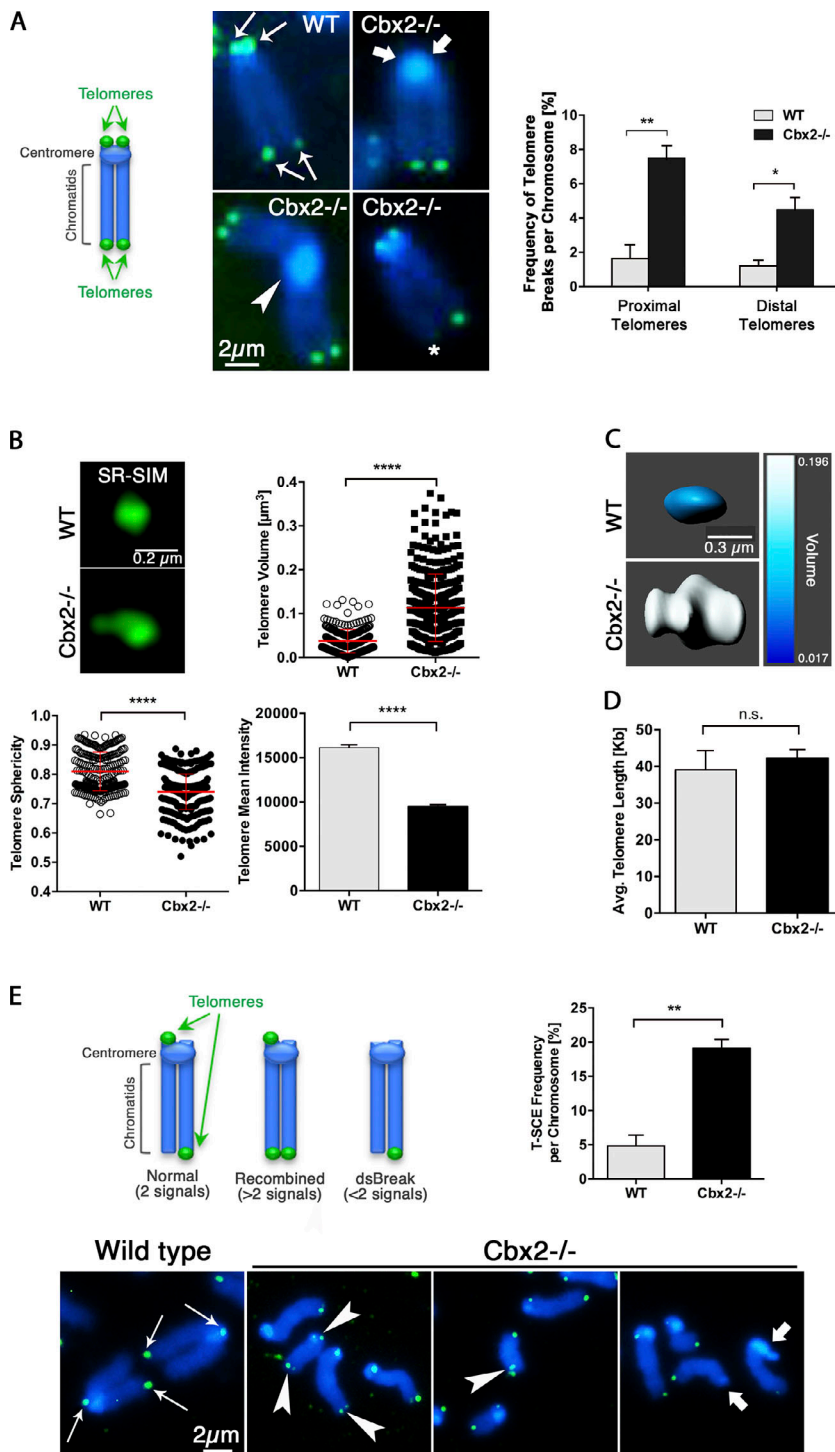 A
Telomeres
Centromere
Chromatids
Telomeres
WT
Cbx2-/-
Cbx2-/-
Cbx2-/-
2μm
*
Frequency of Telomere
Breaks per Chromosome [%]
10
8
6
4
2
0
WT
Cbx2-/-
**
*
Proximal
Telomeres
Distal
Telomeres
B
SR-SIM
WT
0.2 μm
Cbx2-/-
Telomere Volume [μm³]
0.4
0.3
0.2
0.1
0.0
****
WT
Cbx2-/-
C
WT
0.3 μm
Cbx2-/-
0.196
Volume
0.017
Telomere Sphericity
1.0
0.9
0.8
0.7
0.6
0.5
0.4
****
WT
Cbx2-/-
Telomere Mean Intensity
20000
15000
10000
5000
0
****
WT
Cbx2-/-
D
Avg. Telomere Length [Kb]
50
40
30
20
10
0
n.s.
WT
Cbx2-/-
E
Telomeres
Centromere
Chromatids
Normal
(2 signals)
Recombined
(>2 signals)
dsBreak
(<2 signals)
T-SCE Frequency
per Chromosome [%]
25
20
15
10
5
0
**
WT
Cbx2-/-
Wild type
Cbx2-/-
2μm